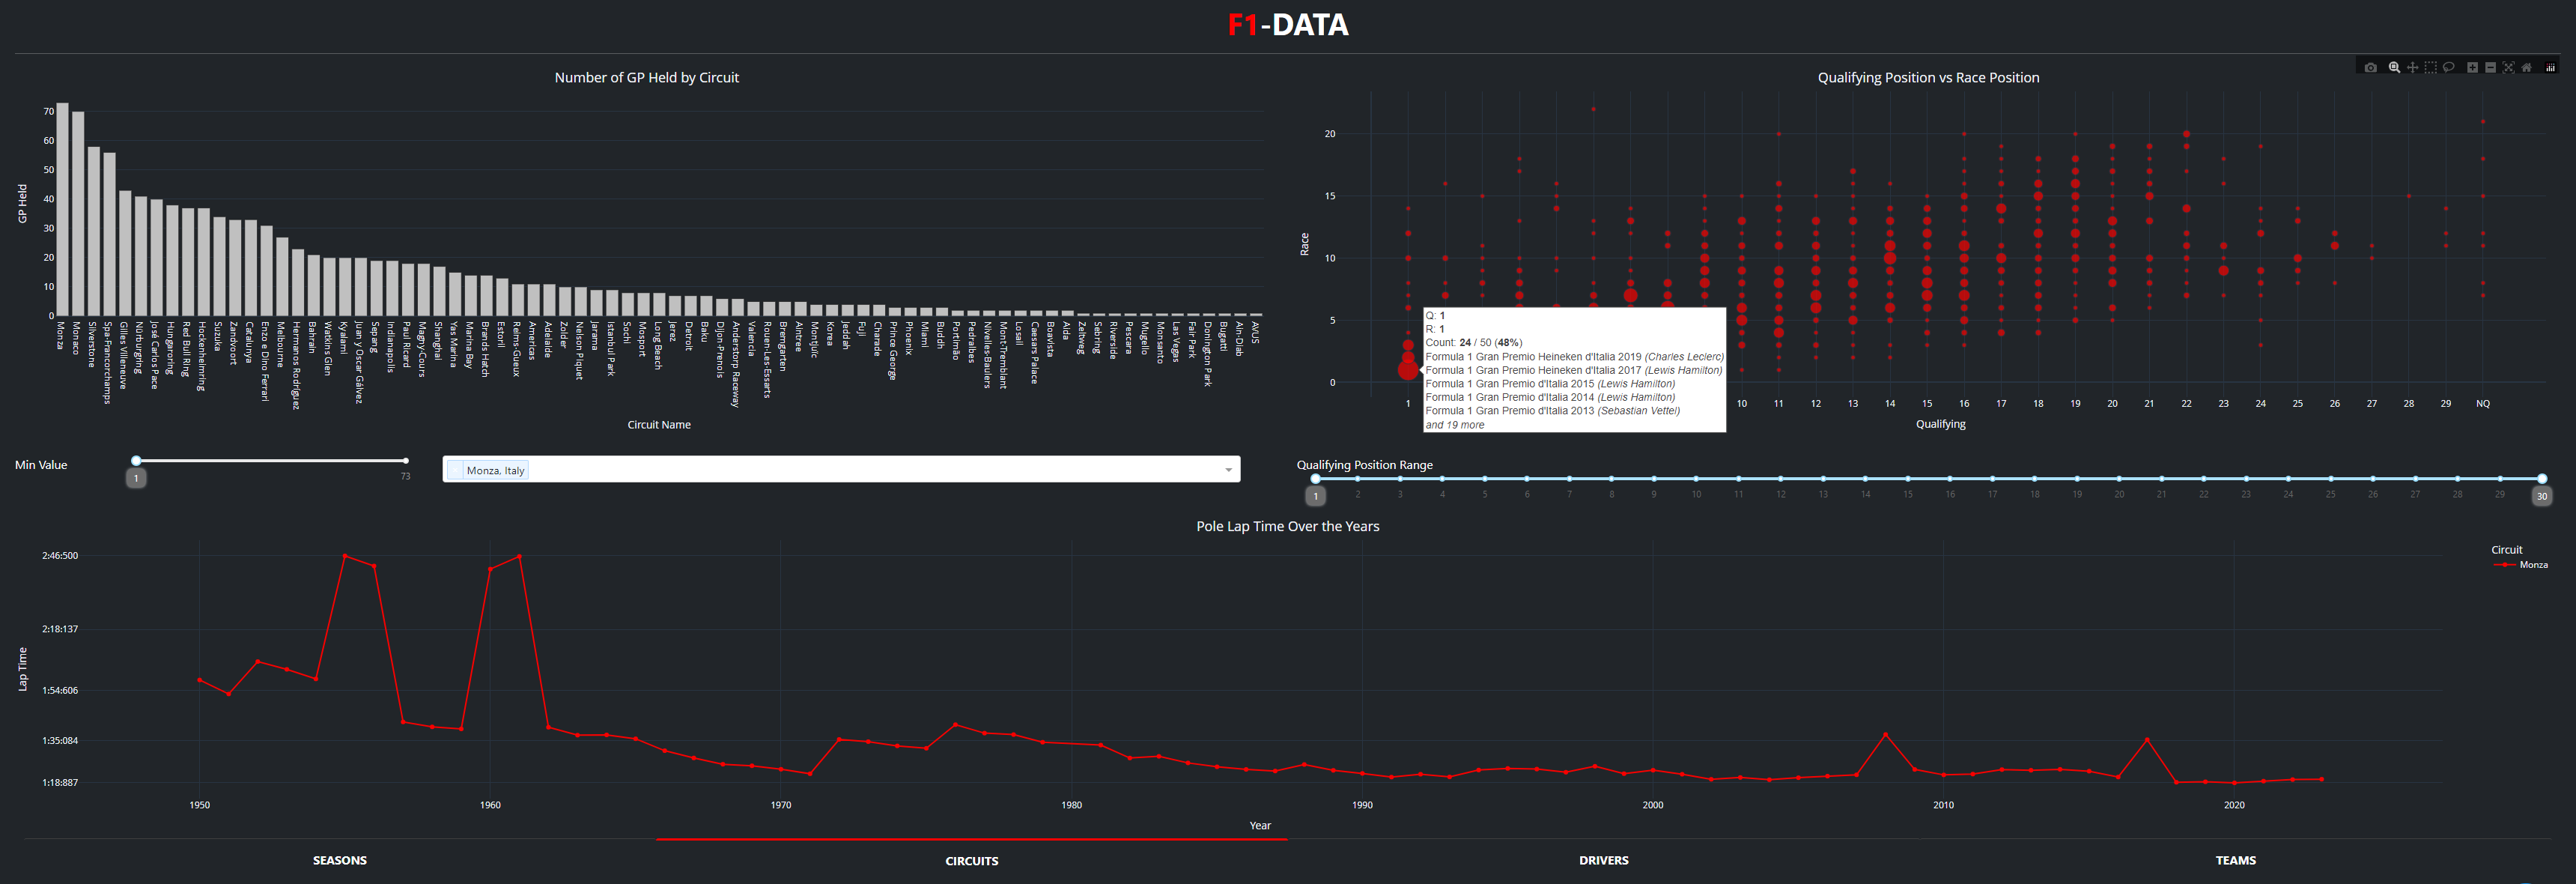 F1-DATA
Number of GP Held by Circuit
GP Held
70
60
50
40
30
20
10
0
Monza
Monaco
Silverstone
Spa-Francorchamps
Gilles Villeneuve
Nürburgring
José Carlos Pace
Hungaroring
Red Bull Ring
Hockenheimring
Suzuka
Zandvoort
Catalunya
Enzo e Dino Ferrari
Melbourne
Hermanos Rodríguez
Bahrain
Watkins Glen
Kyalami
Juan y Oscar Gálvez
Sepang
Indianapolis
Paul Ricard
Magny-Cours
Shanghai
Yas Marina
Marina Bay
Brands Hatch
Estoril
Reims-Gueux
Americas
Adelaide
Zolder
Nelson Piquet
Jarama
Istanbul Park
Sochi
Mosport
Long Beach
Jerez
Detroit
Baku
Dijon-Prenois
Anderstorp Raceway
Valencia
Rouen-Les-Essarts
Bremgarten
Aintree
Montjuïc
Korea
Jeddah
Fuji
Charade
Prince George
Phoenix
Miami
Buddh
Portimão
Pedralbes
Nivelles-Baulers
Mont-Tremblant
Losail
Caesars Palace
Boavista
Aida
Zeltweg
Sebring
Riverside
Pescara
Mugello
Monsanto
Las Vegas
Fair Park
Donington Park
Bugatti
Ain-Diab
AVUS
Circuit Name
Qualifying Position vs Race Position
Race
20
15
10
5
0
Q: 1
R: 1
Count: 24 / 50 (48%)
Formula 1 Gran Premio Heineken d'Italia 2019 (Charles Leclerc)
Formula 1 Gran Premio Heineken d'Italia 2017 (Lewis Hamilton)
Formula 1 Gran Premio d'Italia 2015 (Lewis Hamilton)
Formula 1 Gran Premio d'Italia 2014 (Lewis Hamilton)
Formula 1 Gran Premio d'Italia 2013 (Sebastian Vettel)
and 19 more
1 10 11 12 13 14 15 16 17 18 19 20 21 22 23 24 25 26 27 28 29 NQ
Qualifying
Min Value
1
73
× Monza, Italy
Qualifying Position Range
1 2 3 4 5 6 7 8 9 10 11 12 13 14 15 16 17 18 19 20 21 22 23 24 25 26 27 28 29 30
Pole Lap Time Over the Years
Lap Time
2:46:500
2:18:137
1:54:606
1:35:084
1:18:887
1950 1960 1970 1980 1990 2000 2010 2020
Year
Circuit
Monza
SEASONS CIRCUITS DRIVERS TEAMS